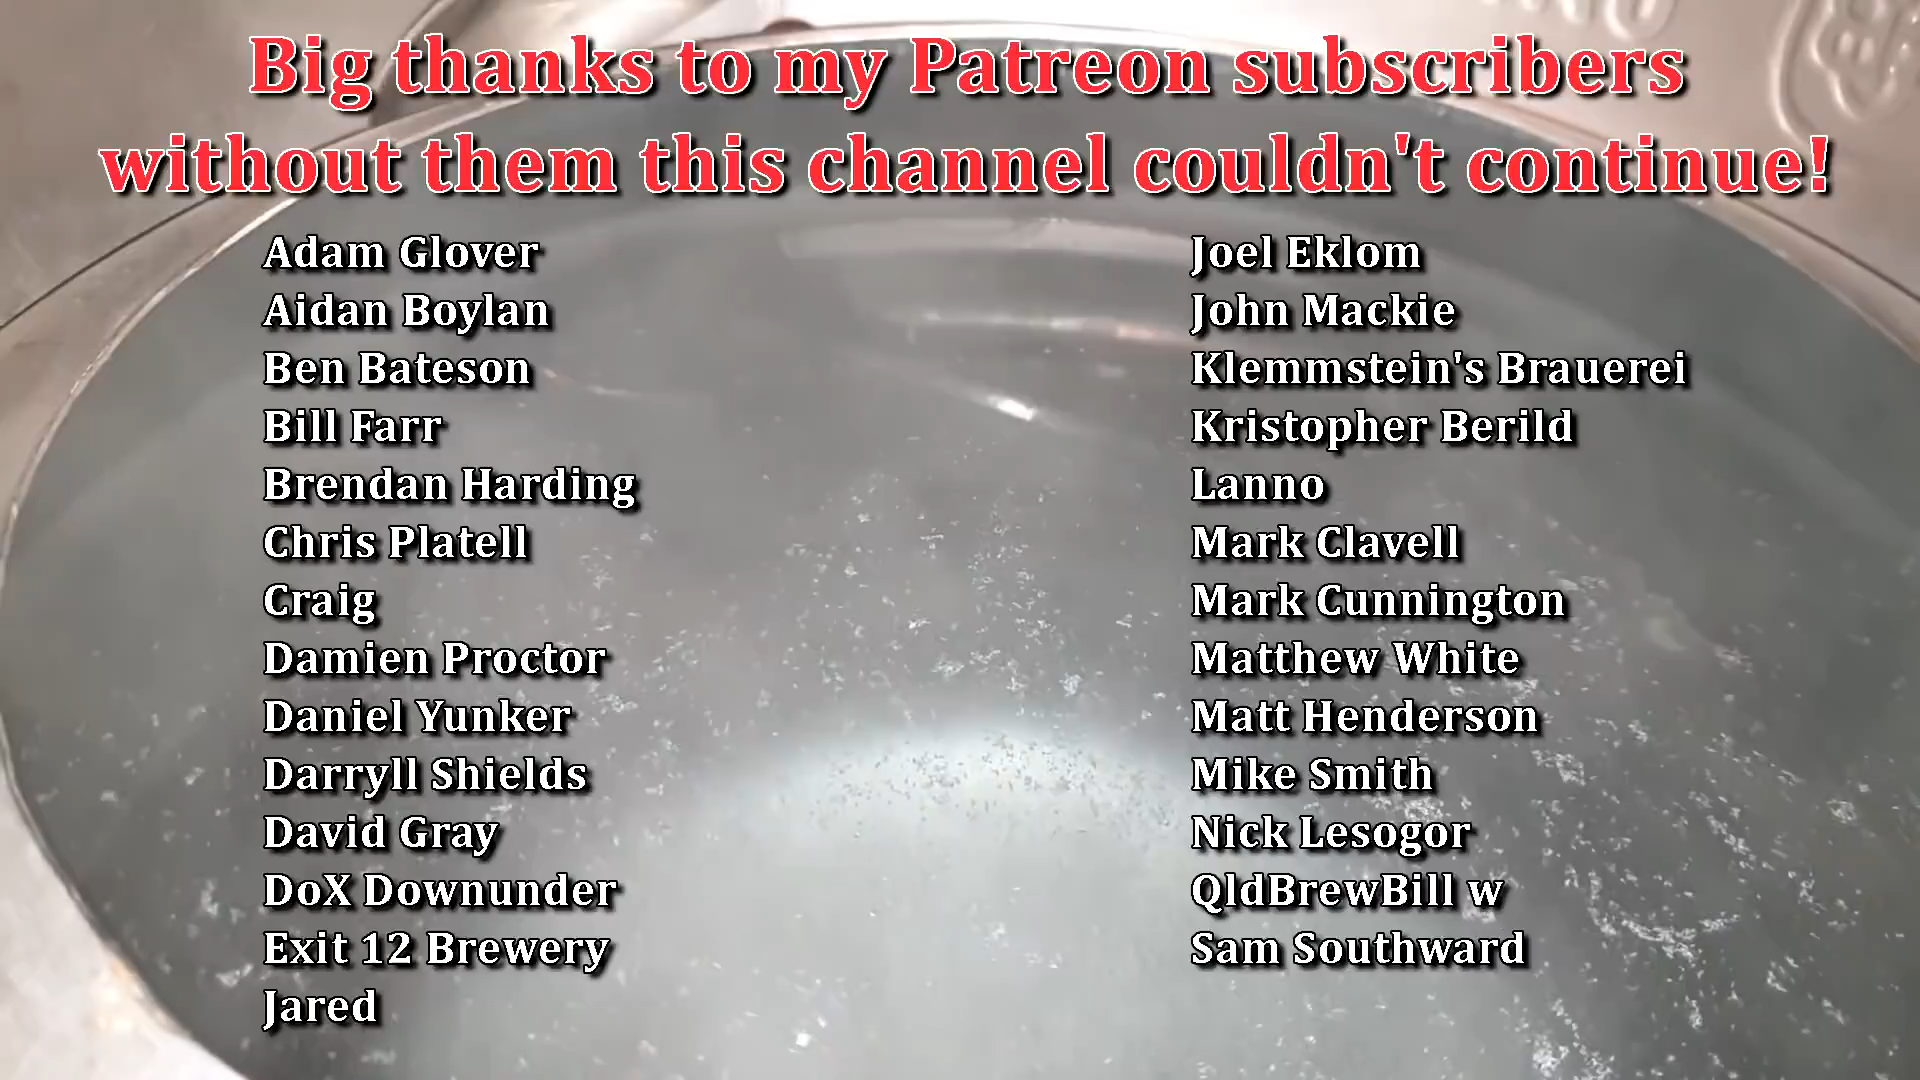 Big thanks to my Patreon subscribers
without them this channel couldn't continue!
Adam Glover
Aidan Boylan
Ben Bateson
Bill Farr
Brendan Harding
Chris Platell
Craig
Damien Proctor
Daniel Yunker
Darryll Shields
David Gray
DoX Downunder
Exit 12 Brewery
Jared
Joel Eklom
John Mackie
Klemmstein's Brauerei
Kristopher Berild
Lanno
Mark Clavell
Mark Cunnington
Matthew White
Matt Henderson
Mike Smith
Nick Lesogor
QldBrewBill w
Sam Southward